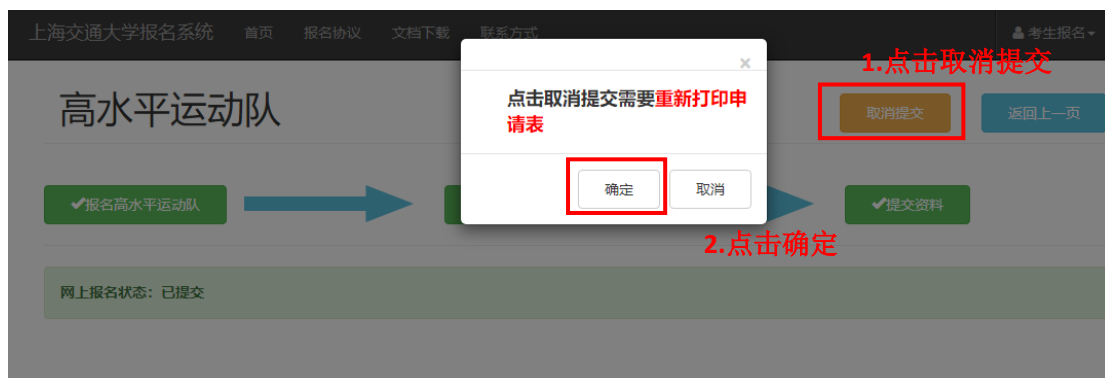 上海交通大学报名系统 首页 报名协议 文档下载 联系方式 考生报名
×
1.点击取消提交
高水平运动队
点击取消提交需要重新打印申
请表
取消提交 返回上一页
确定 取消
✔报名高水平运动队 ✔提交资料
2.点击确定
网上报名状态：已提交